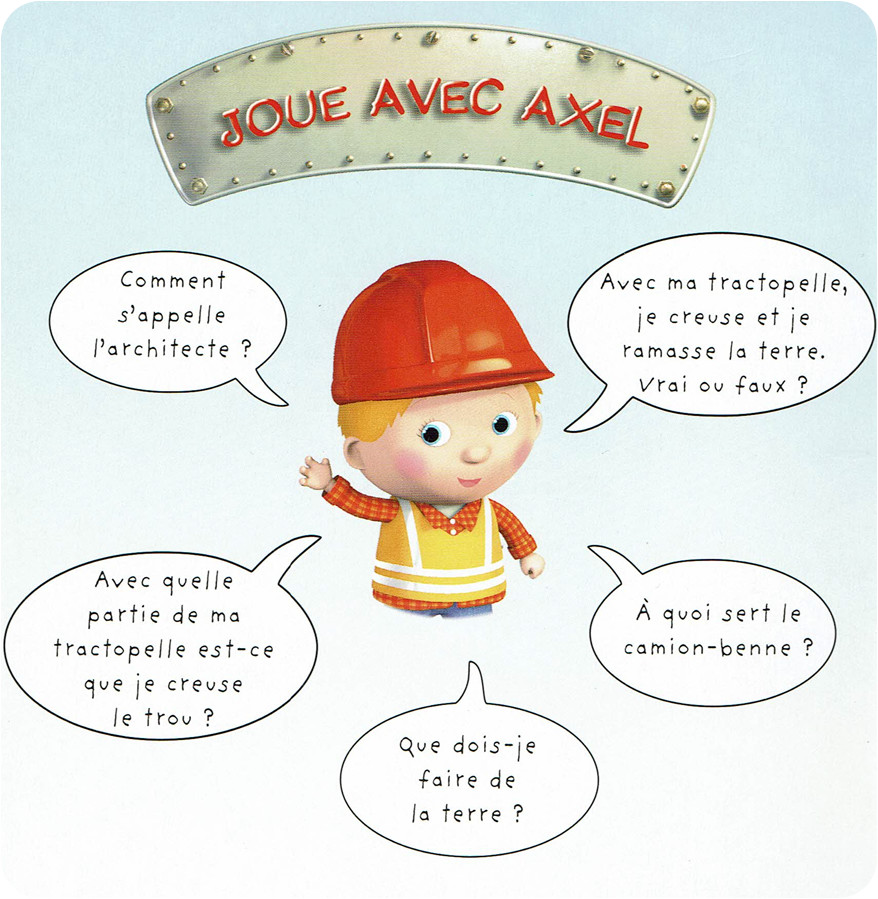 JOUE AVEC AXEL
Comment
s'appelle
l'architecte ?
Avec ma tractopelle,
je creuse et je
ramasse la terre.
Vrai ou faux ?
Avec quelle
partie de ma
tractopelle est-ce
que je creuse
le trou ?
À quoi sert le
camion-benne ?
Que dois-je
faire de
la terre ?